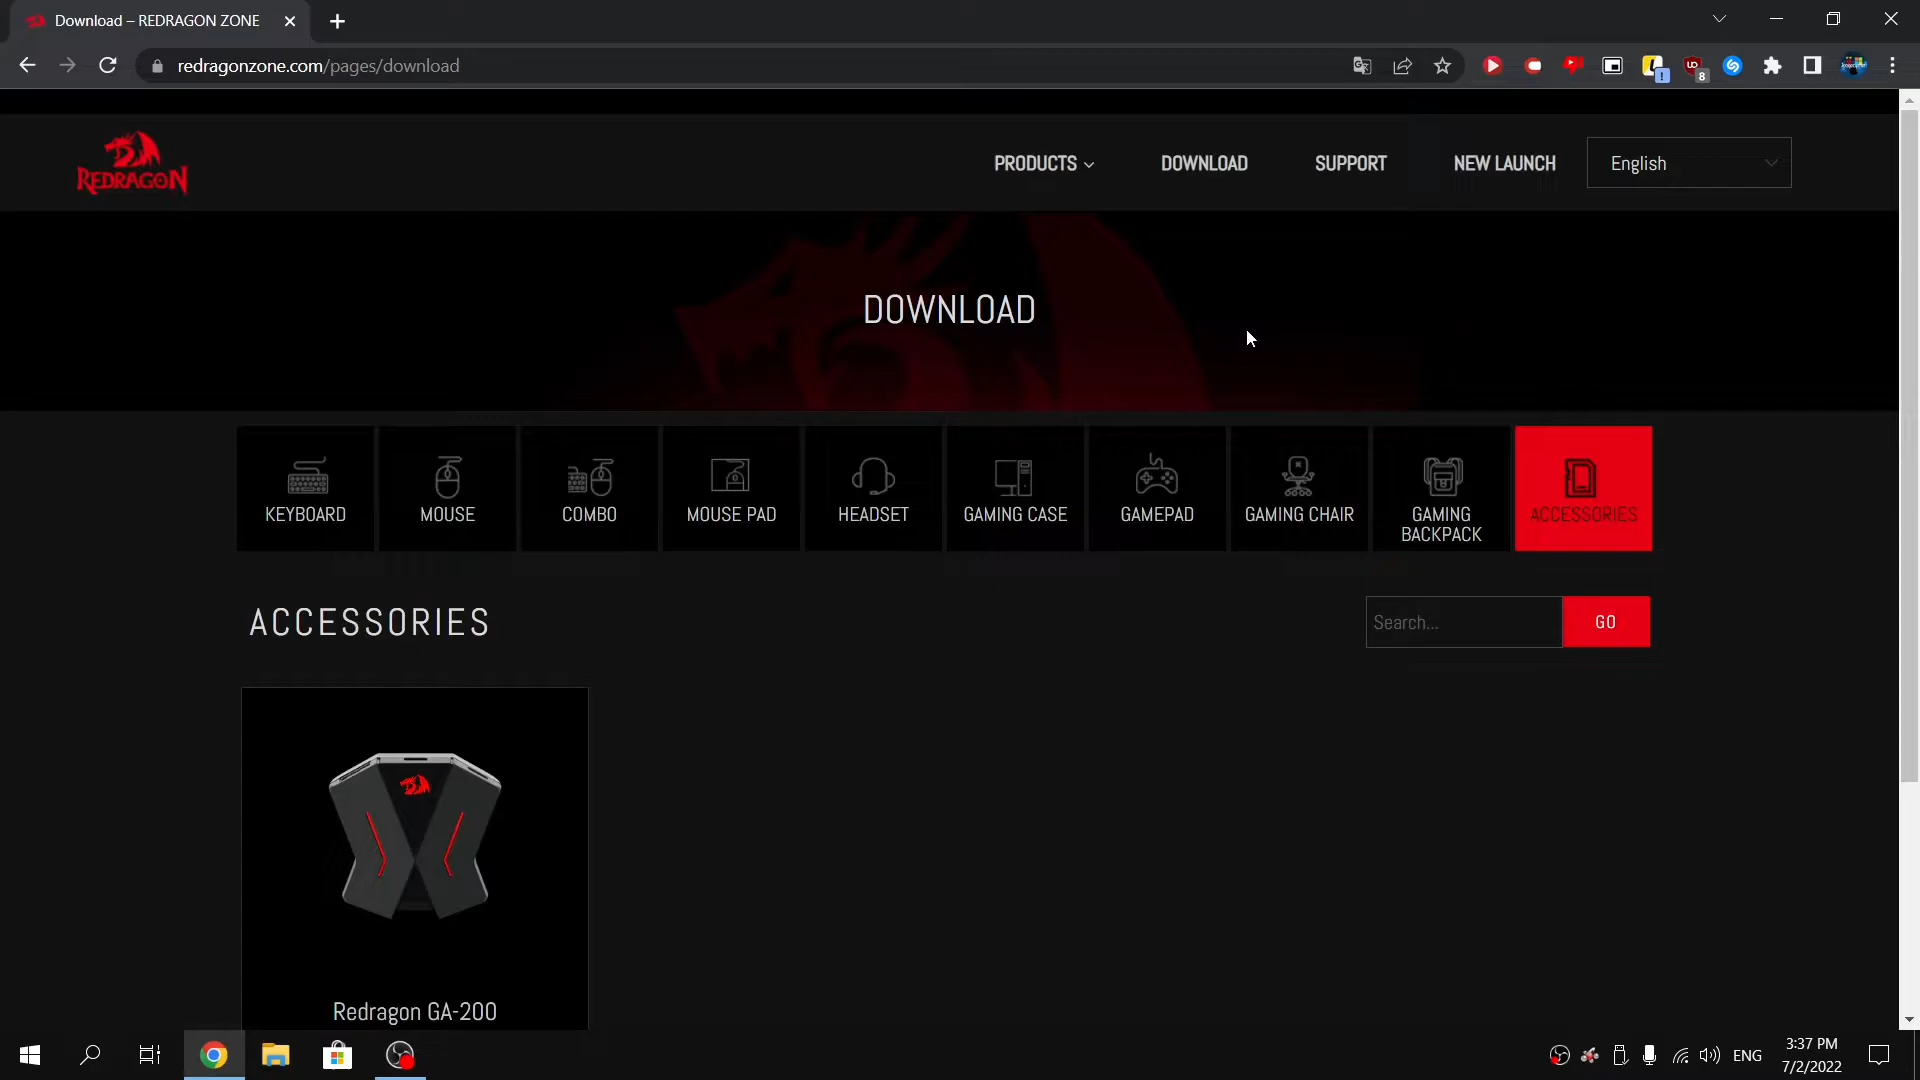 Download – REDRAGON ZONE
redragonzone.com/pages/download
8
REDRAGON
PRODUCTS
DOWNLOAD
SUPPORT
NEW LAUNCH
English
DOWNLOAD
KEYBOARD
MOUSE
COMBO
MOUSE PAD
HEADSET
GAMING CASE
GAMEPAD
GAMING CHAIR
GAMING
BACKPACK
ACCESSORIES
ACCESSORIES
Search...
GO
Redragon GA-200
ENG
3:37 PM
7/2/2022